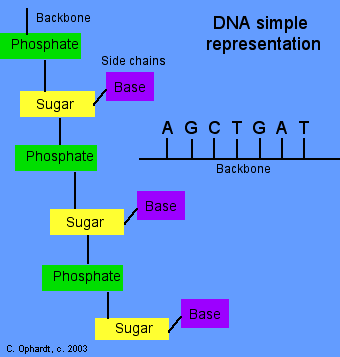 Backbone
DNA simple
representation
Phosphate
Side chains
Base
Sugar
A G C T G A T
Phosphate
Backbone
Base
Sugar
Phosphate
Base
Sugar
C. Ophardt, c. 2003